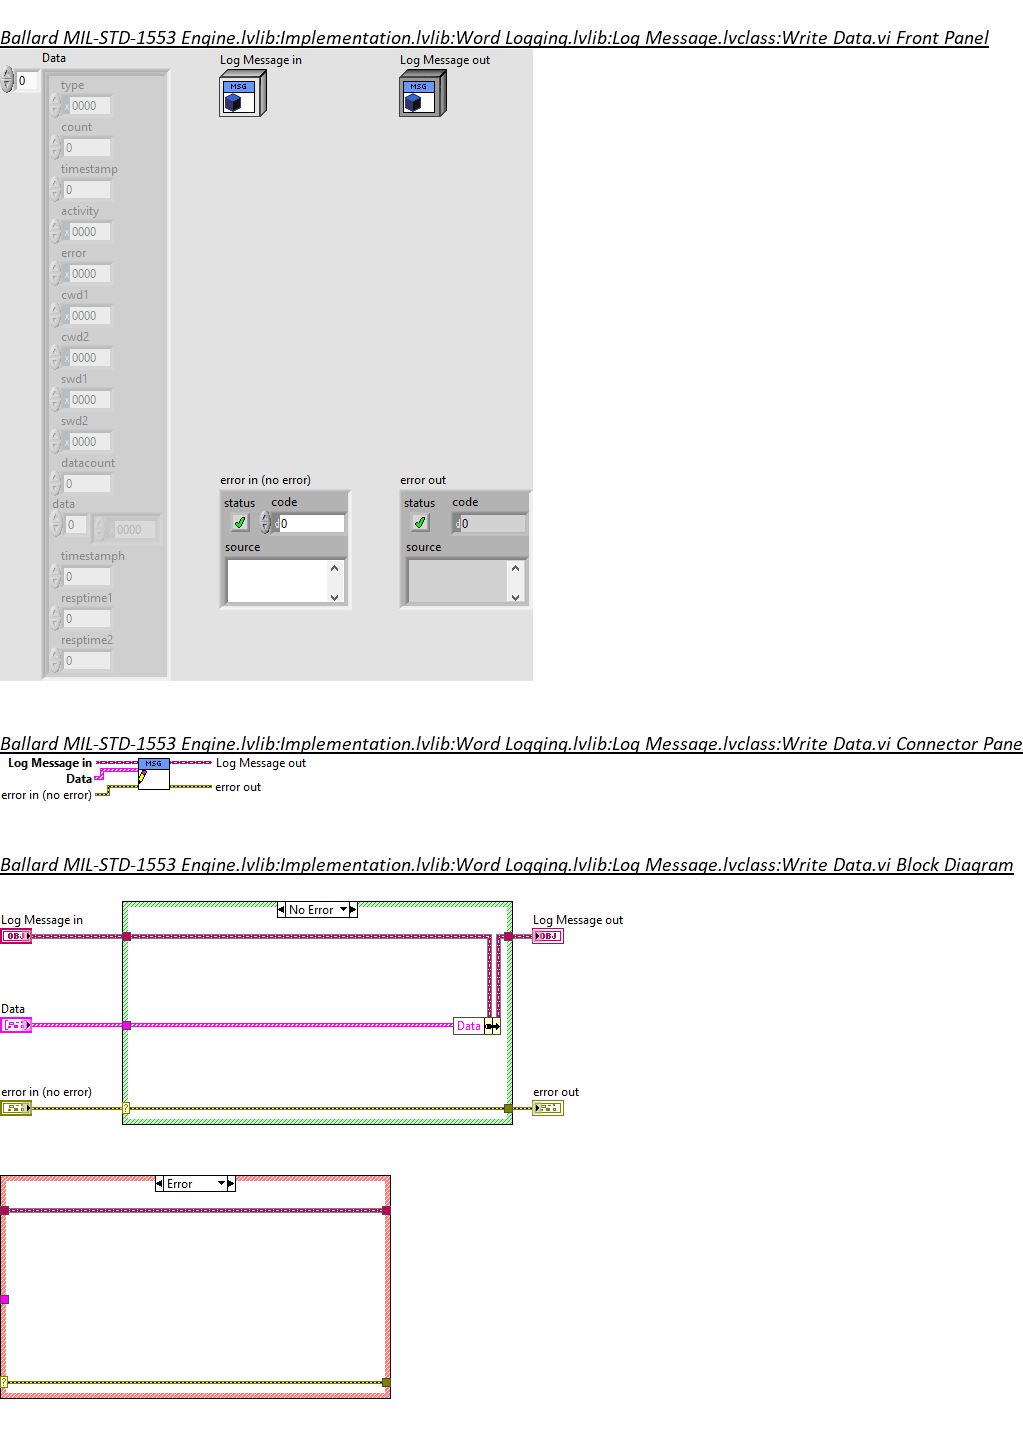 Ballard MIL-STD-1553 Engine.lvlib:Implementation.lvlib:Word Logging.lvlib:Log Message.lvclass:Write Data.vi Front Panel
Data
Log Message in
Log Message out
0
MSG
MSG
type
x 0000
count
0
timestamp
0
activity
x 0000
error
x 0000
cwd1
x 0000
cwd2
x 0000
swd1
x 0000
swd2
x 0000
datacount
0
data
0
0000
timestamph
0
resptime1
0
resptime2
0
error in (no error)
error out
status
code
status
code
d 0
d 0
source
source
Ballard MIL-STD-1553 Engine.lvlib:Implementation.lvlib:Word Logging.lvlib:Log Message.lvclass:Write Data.vi Connector Pane
Log Message in
MSG
Log Message out
Data
error in (no error)
error out
Ballard MIL-STD-1553 Engine.lvlib:Implementation.lvlib:Word Logging.lvlib:Log Message.lvclass:Write Data.vi Block Diagram
No Error
Log Message in
Log Message out
OBJ
OBJ
Data
Data
error in (no error)
error out
?
Error
?